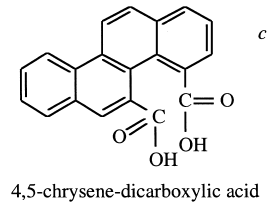 c
C = O
C
O
OH
OH
4,5-chrysene-dicarboxylic acid